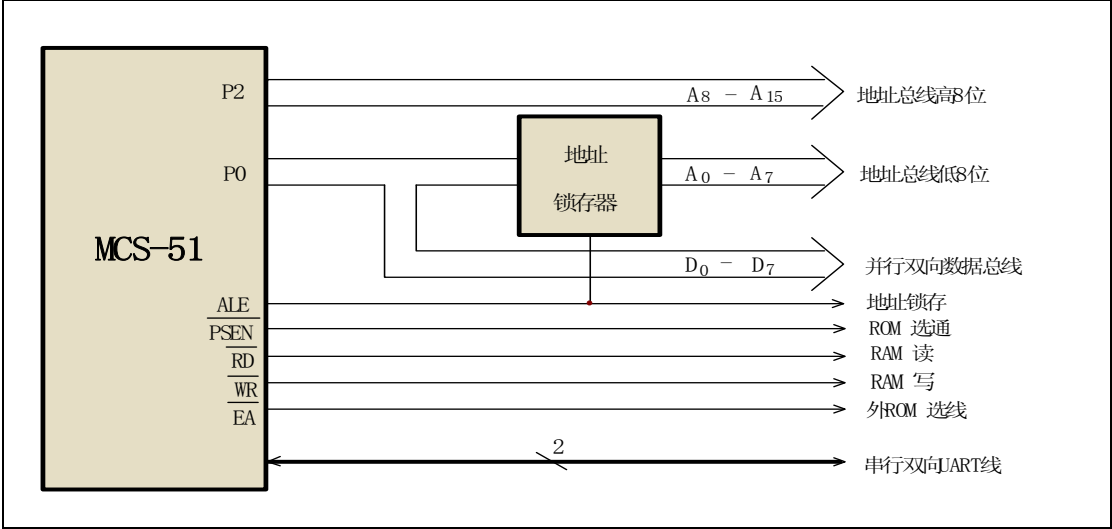 P2
A8 - A15
地址总线高8位
地址
锁存器
P0
A0 - A7
地址总线低8位
MCS-51
D0 - D7
并行双向数据总线
ALE
地址锁存
PSEN
ROM 选通
RD
RAM 读
WR
RAM 写
EA
外ROM 选线
2
串行双向UART线